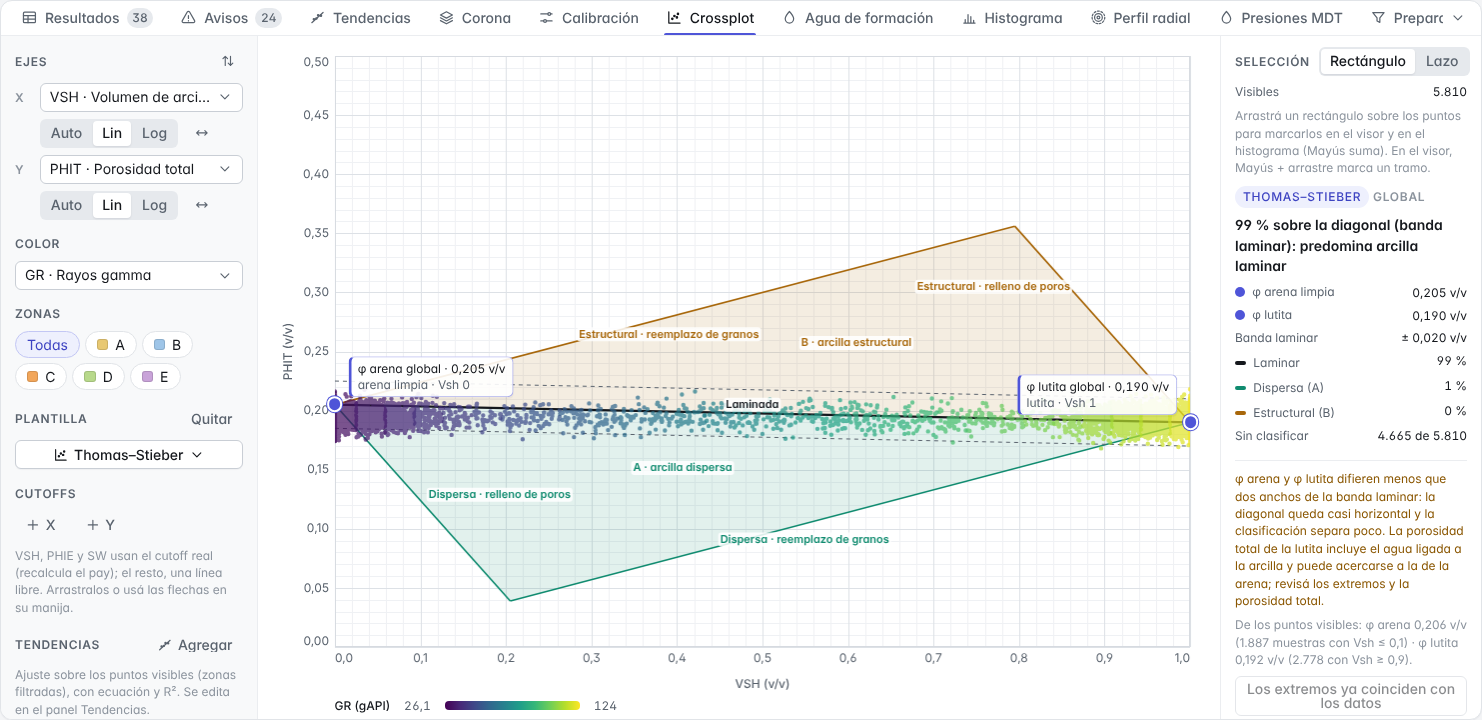 Resultados 38 Avisos 24 Tendencias Corona Calibración Crossplot Agua de formación Histograma Perfil radial Presiones MDT
EJES
X VSH · Volumen de arci...
Auto Lin Log
Y PHIT · Porosidad total
Auto Lin Log
COLOR
GR · Rayos gamma
ZONAS
Todas A B
C D E
PLANTILLA Quitar
Thomas–Stieber
CUTOFFS
+ X + Y
VSH, PHIE y SW usan el cutoff real
(recalcula el pay); el resto, una línea
libre. Arrastralos o usá las flechas en
su manija.
TENDENCIAS Agregar
Ajuste sobre los puntos visibles (zonas
filtradas), con ecuación y R². Se edita
en el panel Tendencias.
PHIT (v/v)
0,50
0,45
0,40
0,35
0,30
0,25
0,20
0,15
0,10
0,05
0,00
Estructural · relleno de poros
Estructural · reemplazo de granos
B · arcilla estructural
φ arena global · 0,205 v/v
arena limpia · Vsh 0
φ lutita global · 0,190 v/v
lutita · Vsh 1
Laminada
A · arcilla dispersa
Dispersa · relleno de poros
Dispersa · reemplazo de granos
0,0 0,1 0,2 0,3 0,4 0,5 0,6 0,7 0,8 0,9 1,0
VSH (v/v)
GR (gAPI) 26,1 124
SELECCIÓN Rectángulo Lazo
Visibles 5.810
Arrastrá un rectángulo sobre los puntos
para marcarlos en el visor y en el
histograma (Mayús suma). En el visor,
Mayús + arrastre marca un tramo.
THOMAS–STIEBER GLOBAL
99 % sobre la diagonal (banda
laminar): predomina arcilla
laminar
φ arena limpia 0,205 v/v
φ lutita 0,190 v/v
Banda laminar ± 0,020 v/v
Laminar 99 %
Dispersa (A) 1 %
Estructural (B) 0 %
Sin clasificar 4.665 de 5.810
φ arena y φ lutita difieren menos que
dos anchos de la banda laminar: la
diagonal queda casi horizontal y la
clasificación separa poco. La porosidad
total de la lutita incluye el agua ligada a
la arcilla y puede acercarse a la de la
arena; revisá los extremos y la
porosidad total.
De los puntos visibles: φ arena 0,206 v/v
(1.887 muestras con Vsh ≤ 0,1) · φ lutita
0,192 v/v (2.778 con Vsh ≥ 0,9).
Los extremos ya coinciden con
los datos